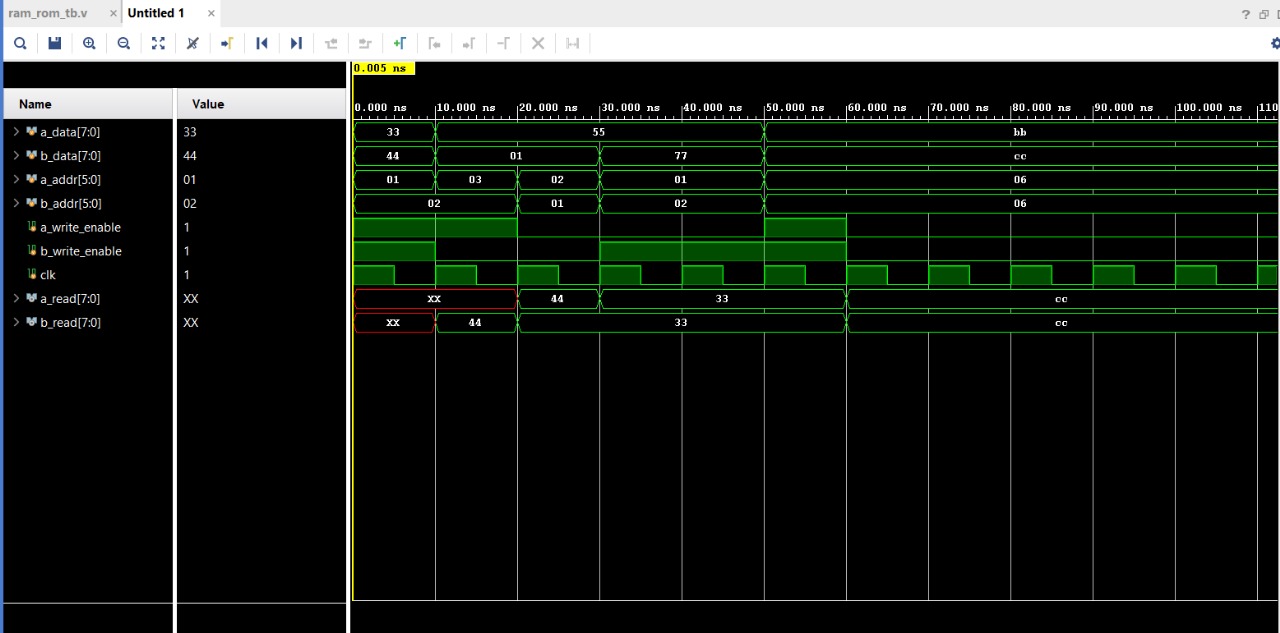 ram_rom_tb.v × Untitled 1 ×
?
0.005 ns
Name Value
0.000 ns 10.000 ns 20.000 ns 30.000 ns 40.000 ns 50.000 ns 60.000 ns 70.000 ns 80.000 ns 90.000 ns 100.000 ns 110
a_data[7:0] 33 33 55 bb
b_data[7:0] 44 44 01 77 cc
a_addr[5:0] 01 01 03 02 01 06
b_addr[5:0] 02 02 01 02 06
a_write_enable 1
b_write_enable 1
clk 1
a_read[7:0] XX XX 44 33 cc
b_read[7:0] XX XX 44 33 cc